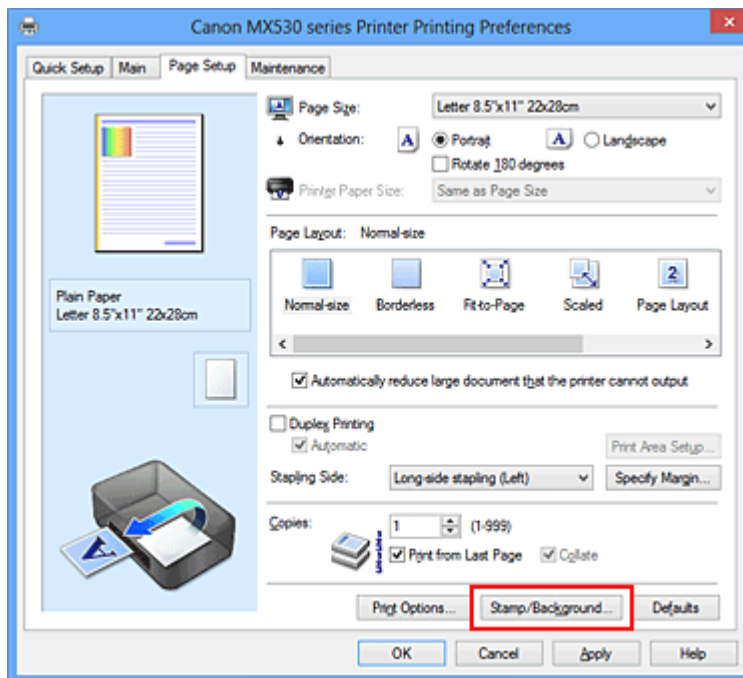 Canon MX530 series Printer Printing Preferences
Quick Setup Main Page Setup Maintenance
Page Size: Letter 8.5"x11" 22x28cm
Orientation: A Portrait A Landscape
Rotate 180 degrees
Printer Paper Size: Same as Page Size
Page Layout: Normal-size
2
Normal-size Borderless Fit-to-Page Scaled Page Layout
Automatically reduce large document that the printer cannot output
Plain Paper
Letter 8.5"x11" 22x28cm
Duplex Printing
Automatic Print Area Setup...
Stapling Side: Long-side stapling (Left) Specify Margin...
Copies: 1 (1-999)
Print from Last Page Collate
A
Print Options... Stamp/Background... Defaults
OK Cancel Apply Help